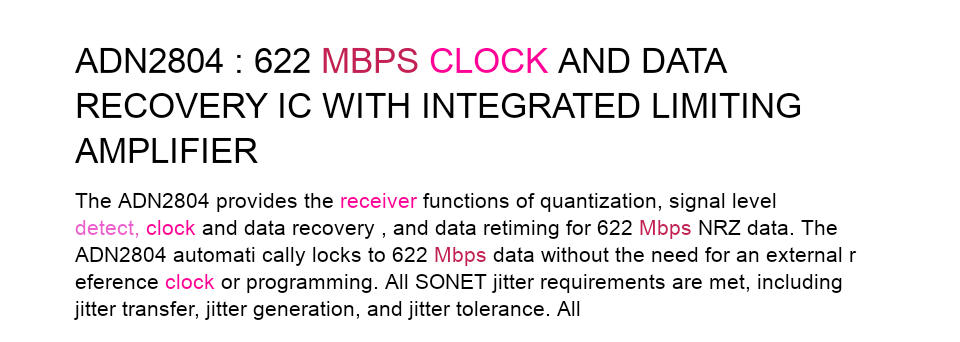 ADN2804 : 622 MBPS CLOCK AND DATA
RECOVERY IC WITH INTEGRATED LIMITING
AMPLIFIER
The ADN2804 provides the receiver functions of quantization, signal level
detect, clock and data recovery , and data retiming for 622 Mbps NRZ data. The
ADN2804 automati cally locks to 622 Mbps data without the need for an external r
eference clock or programming. All SONET jitter requirements are met, including
jitter transfer, jitter generation, and jitter tolerance. All